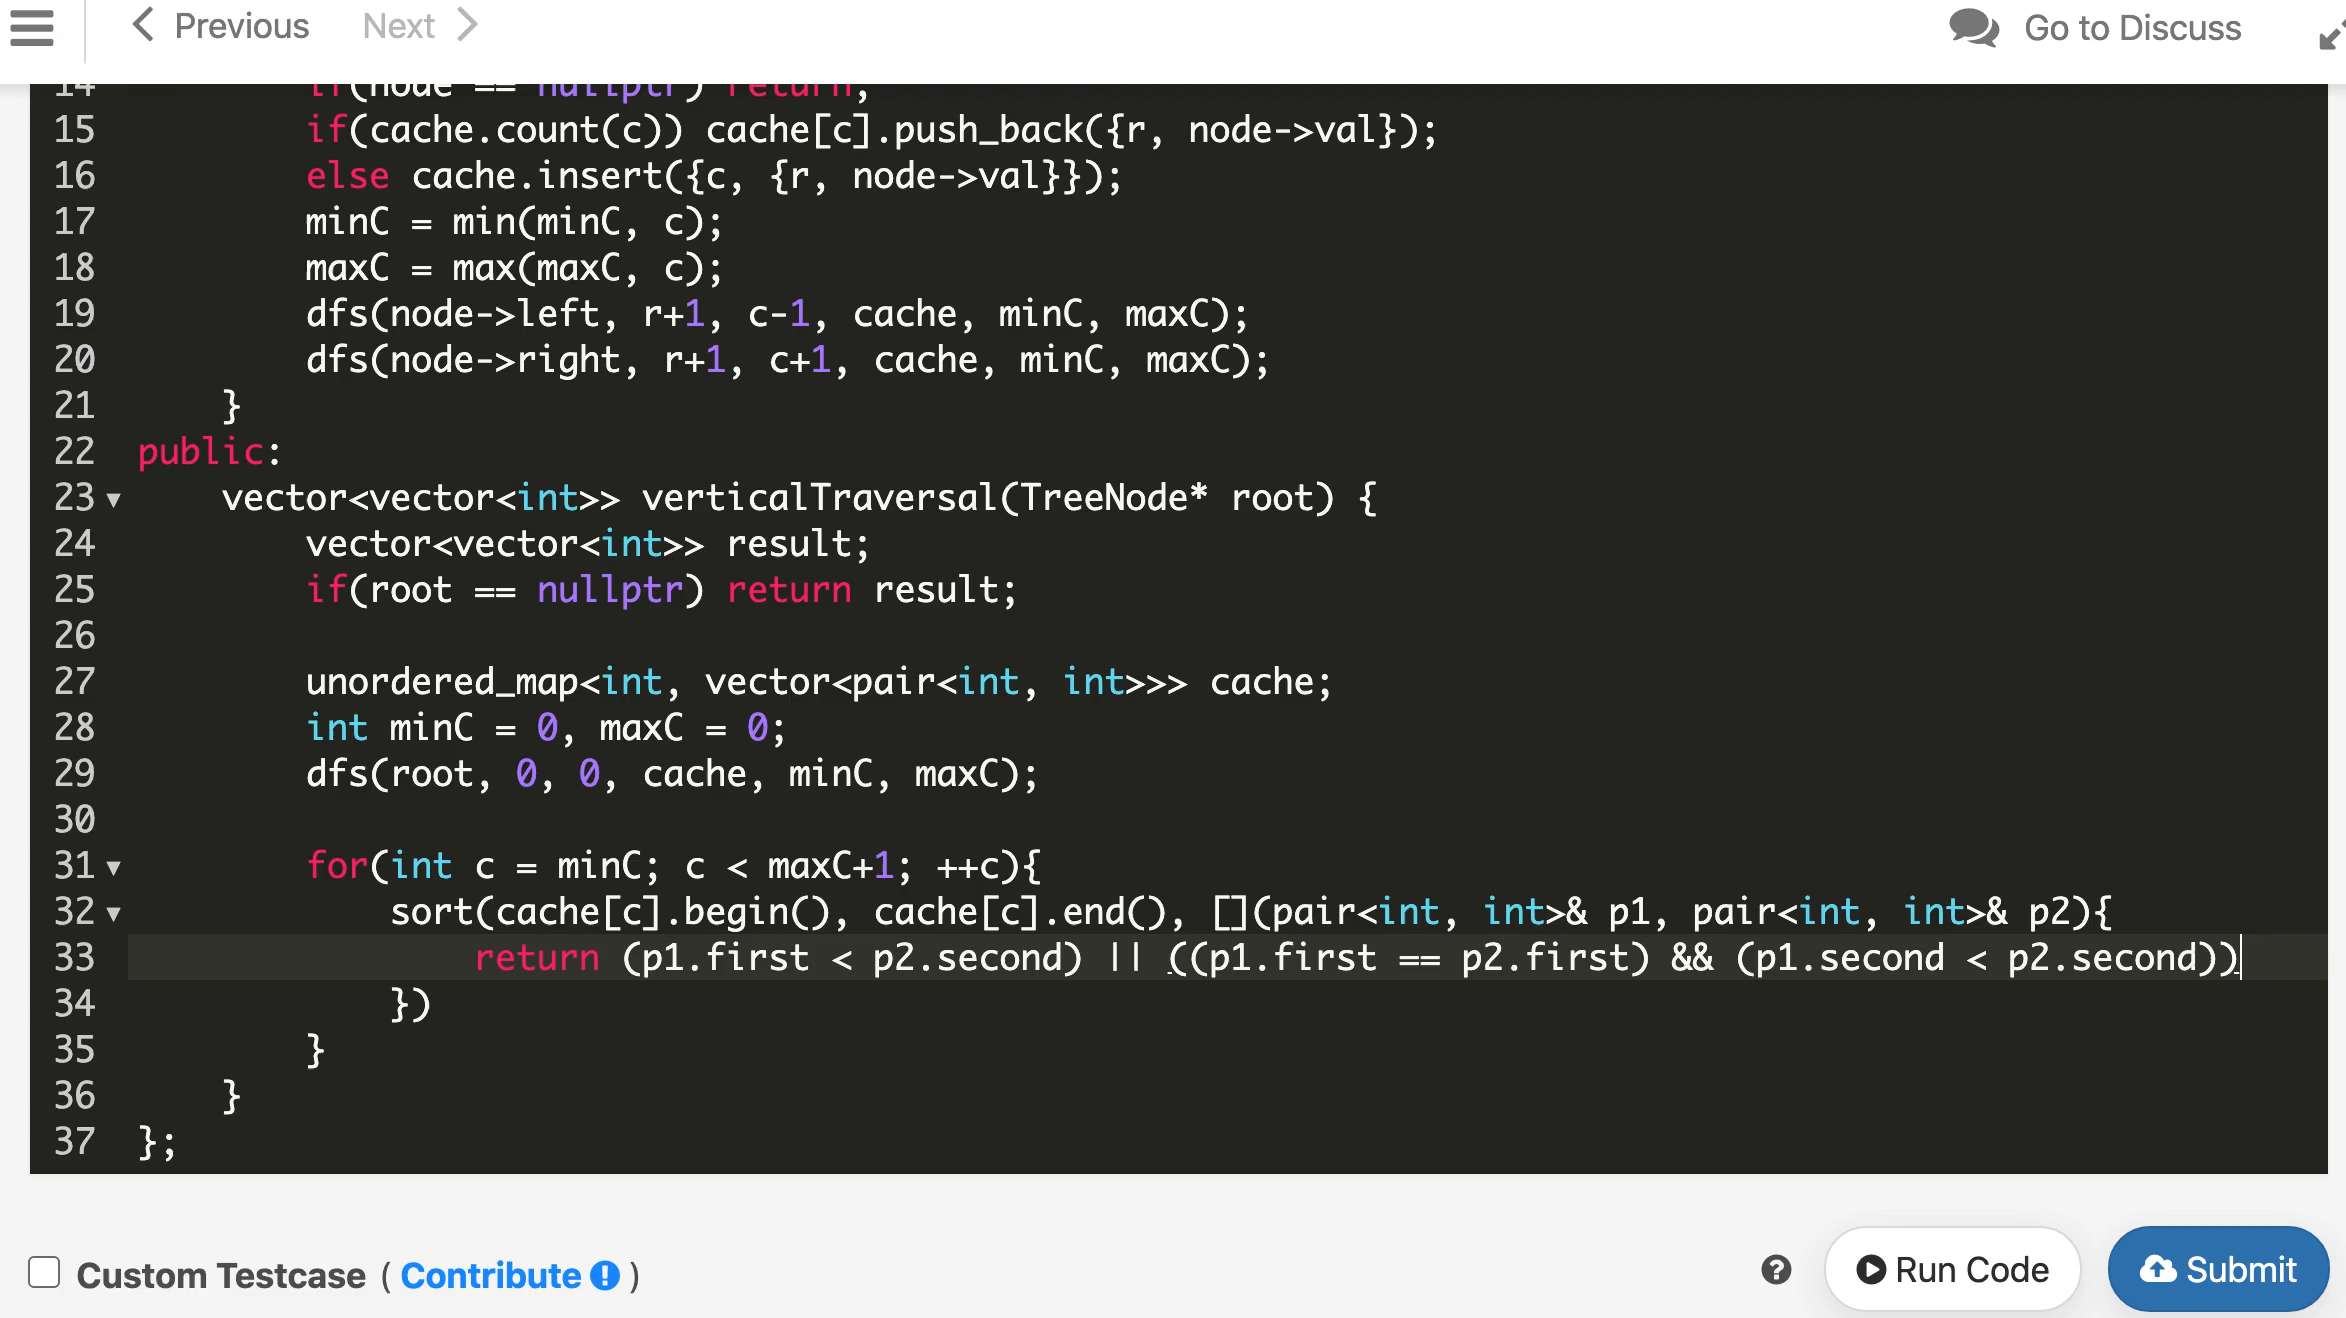 Previous Next Go to Discuss
14 if(node == nullptr) return;
15 if(cache.count(c)) cache[c].push_back({r, node->val});
16 else cache.insert({c, {r, node->val}});
17 minC = min(minC, c);
18 maxC = max(maxC, c);
19 dfs(node->left, r+1, c-1, cache, minC, maxC);
20 dfs(node->right, r+1, c+1, cache, minC, maxC);
21 }
22 public:
23 vector<vector<int>> verticalTraversal(TreeNode* root) {
24 vector<vector<int>> result;
25 if(root == nullptr) return result;
26
27 unordered_map<int, vector<pair<int, int>>> cache;
28 int minC = 0, maxC = 0;
29 dfs(root, 0, 0, cache, minC, maxC);
30
31 for(int c = minC; c < maxC+1; ++c){
32 sort(cache[c].begin(), cache[c].end(), [](pair<int, int>& p1, pair<int, int>& p2){
33 return (p1.first < p2.second) || ((p1.first == p2.first) && (p1.second < p2.second))
34 })
35 }
36 }
37 };
Custom Testcase ( Contribute ) Run Code Submit